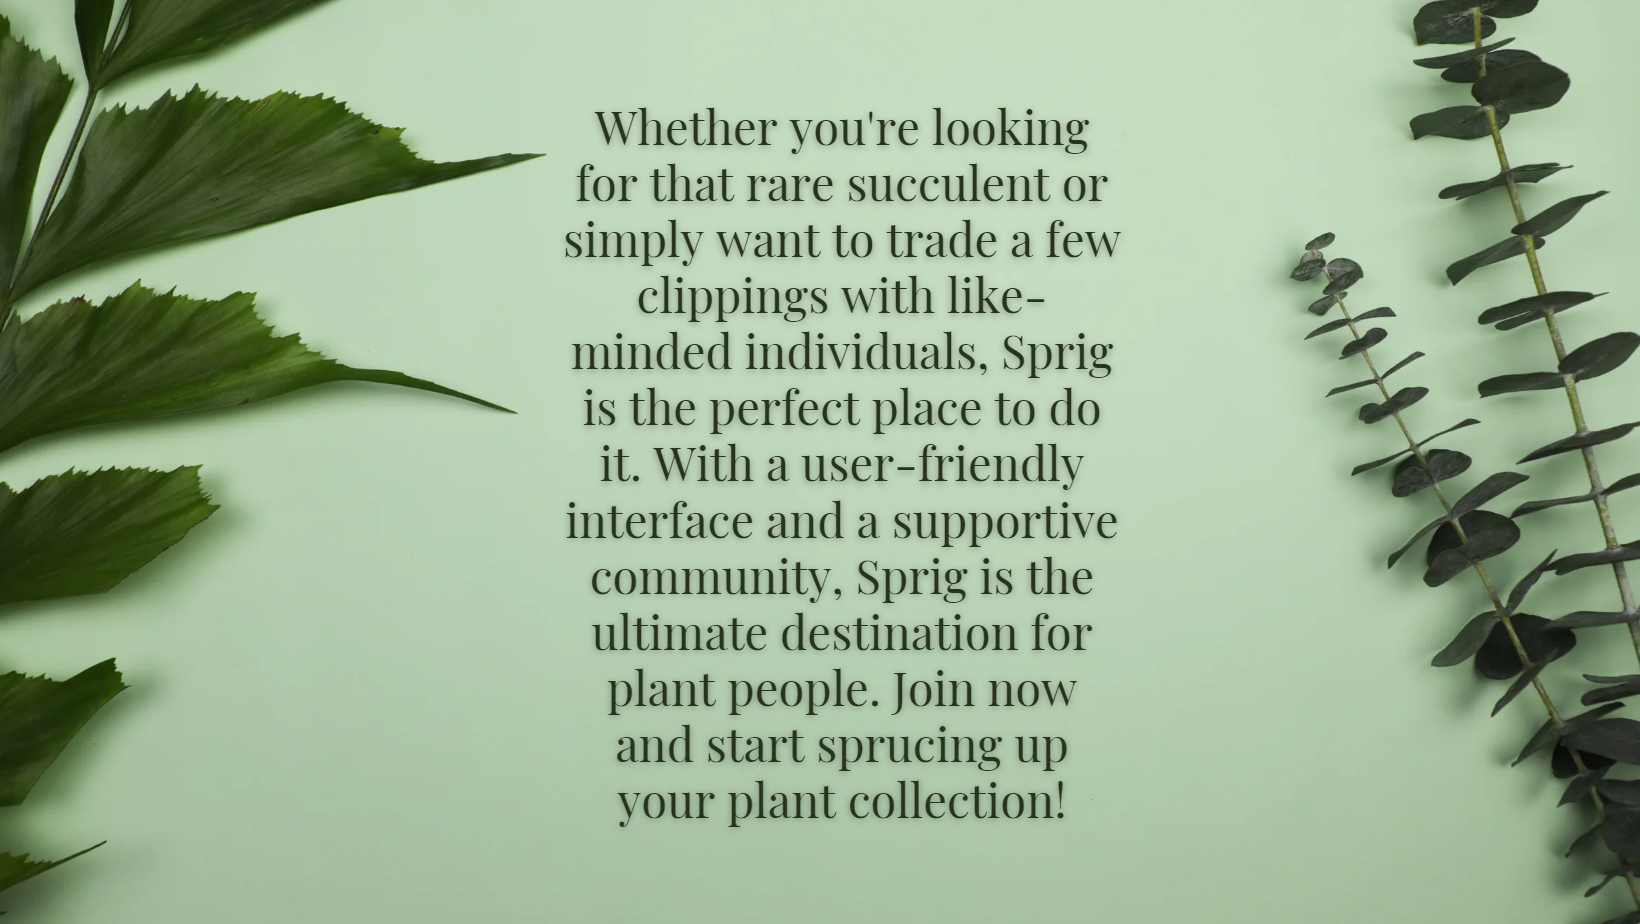 Whether you're looking
for that rare succulent or
simply want to trade a few
clippings with like-
minded individuals, Sprig
is the perfect place to do
it. With a user-friendly
interface and a supportive
community, Sprig is the
ultimate destination for
plant people. Join now
and start sprucing up
your plant collection!